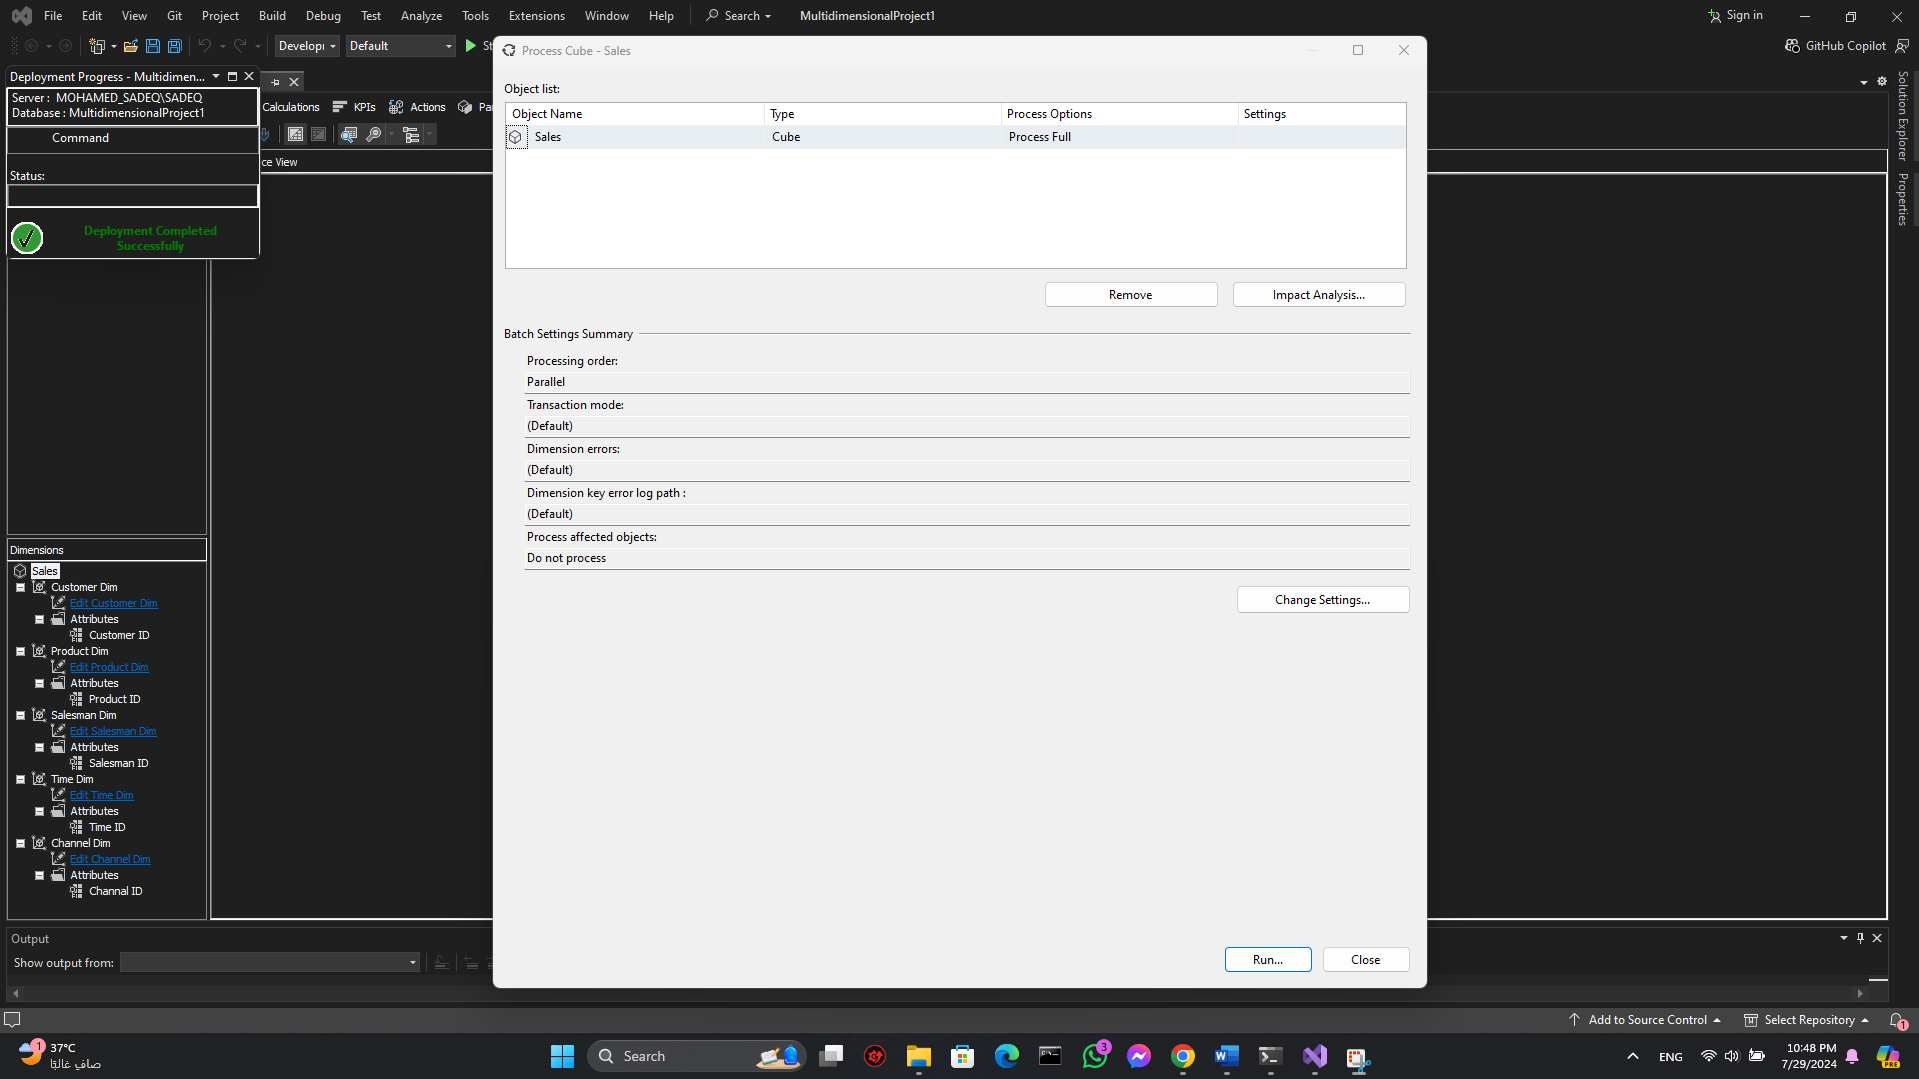 File Edit View Git Project Build Debug Test Analyze Tools Extensions Window Help Search MultidimensionalProject1 Sign in
Default GitHub Copilot
Process Cube - Sales
Deployment Progress - Multidimen...
Server : MOHAMED_SADEQ\SADEQ
Database : MultidimensionalProject1
Command
Status:
Deployment Completed
Successfully
Calculations KPIs Actions
Object list:
Object Name Type Process Options Settings
Sales Cube Process Full
Remove Impact Analysis...
Batch Settings Summary
Processing order:
Parallel
Transaction mode:
(Default)
Dimension errors:
(Default)
Dimension key error log path :
(Default)
Process affected objects:
Do not process
Change Settings...
Run... Close
Solution Explorer
Properties
Dimensions
Sales
Customer Dim
Edit Customer Dim
Attributes
Customer ID
Product Dim
Edit Product Dim
Attributes
Product ID
Salesman Dim
Edit Salesman Dim
Attributes
Salesman ID
Time Dim
Edit Time Dim
Attributes
Time ID
Channel Dim
Edit Channel Dim
Attributes
Channal ID
Output
Show output from:
Add to Source Control Select Repository 1
1 37°C
صافٍ غالبًا
Search
3
ENG
10:48 PM
7/29/2024
PRE